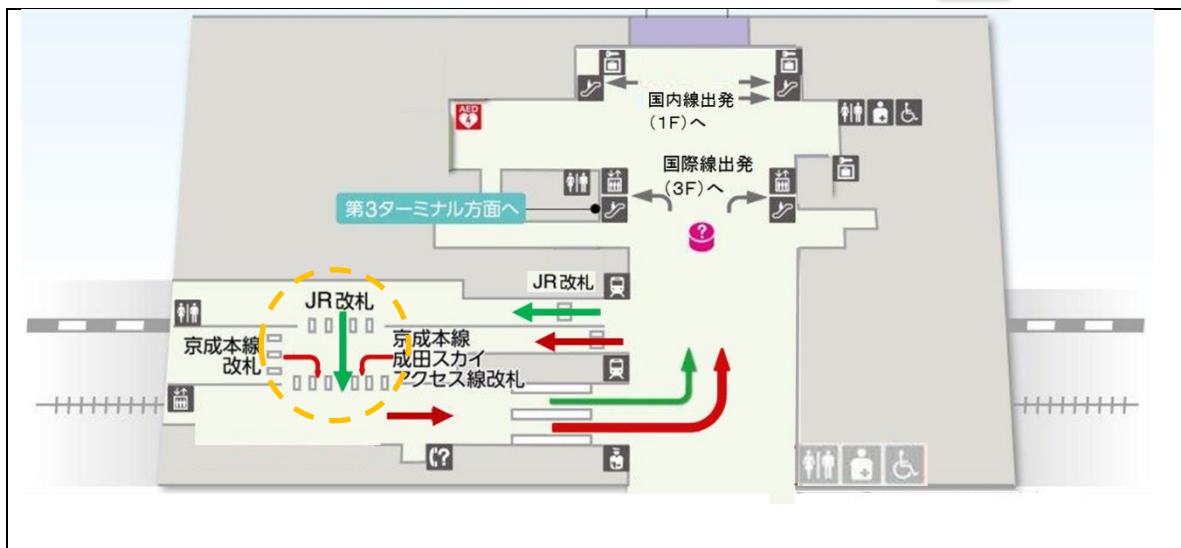 国内線出発
(1F)へ
AED
国際線出発
(3F)へ
第3ターミナル方面へ
?
JR改札
JR改札
京成本線
改札
京成本線
成田スカイ
アクセス線改札
?